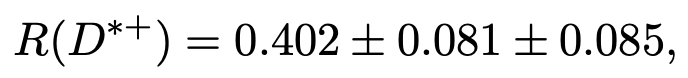 R(D*⁺) = 0.402 ± 0.081 ± 0.085,